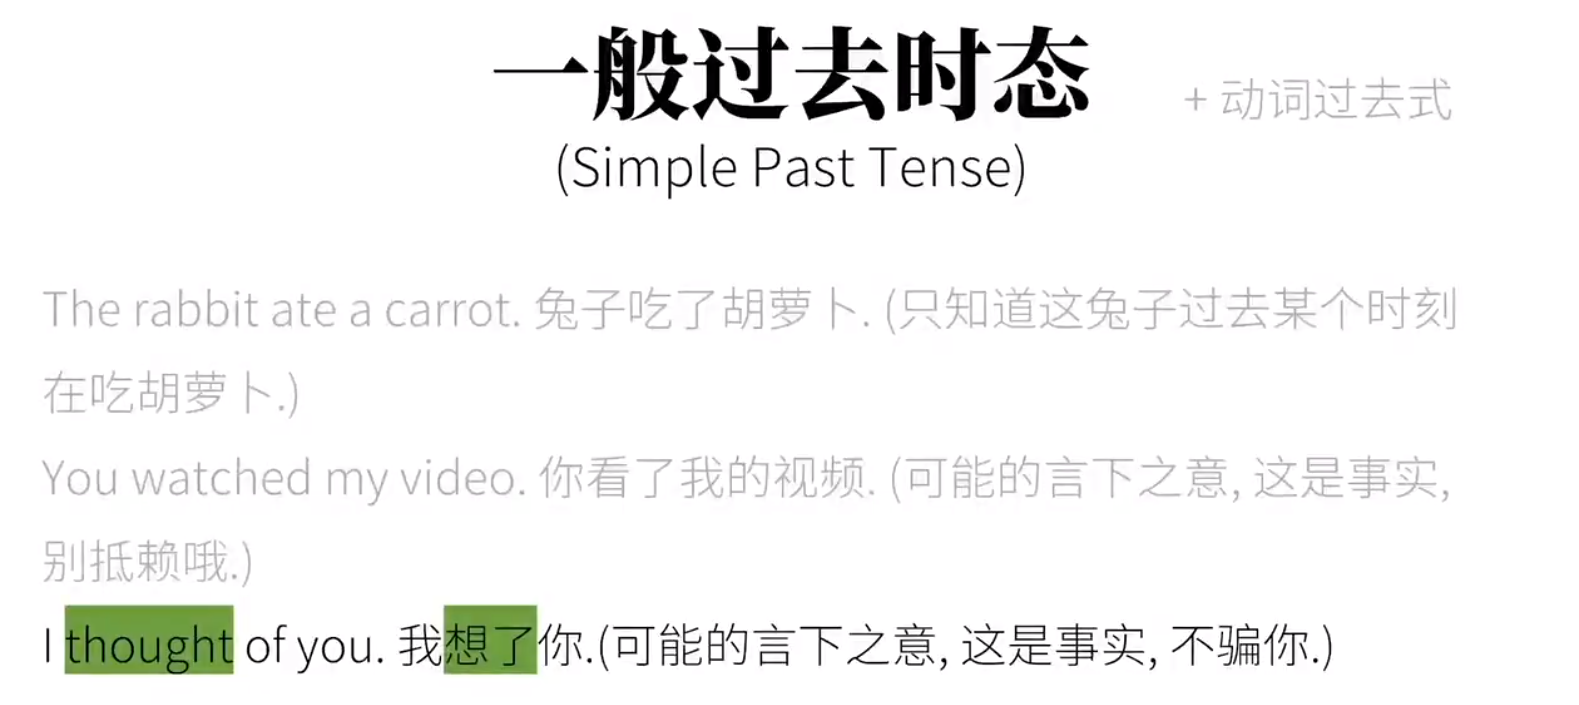 一般过去时态 + 动词过去式
(Simple Past Tense)
The rabbit ate a carrot. 兔子吃了胡萝卜. (只知道这兔子过去某个时刻
在吃胡萝卜.)
You watched my video. 你看了我的视频. (可能的言下之意, 这是事实,
别抵赖哦.)
I thought of you. 我想了你.(可能的言下之意, 这是事实, 不骗你.)